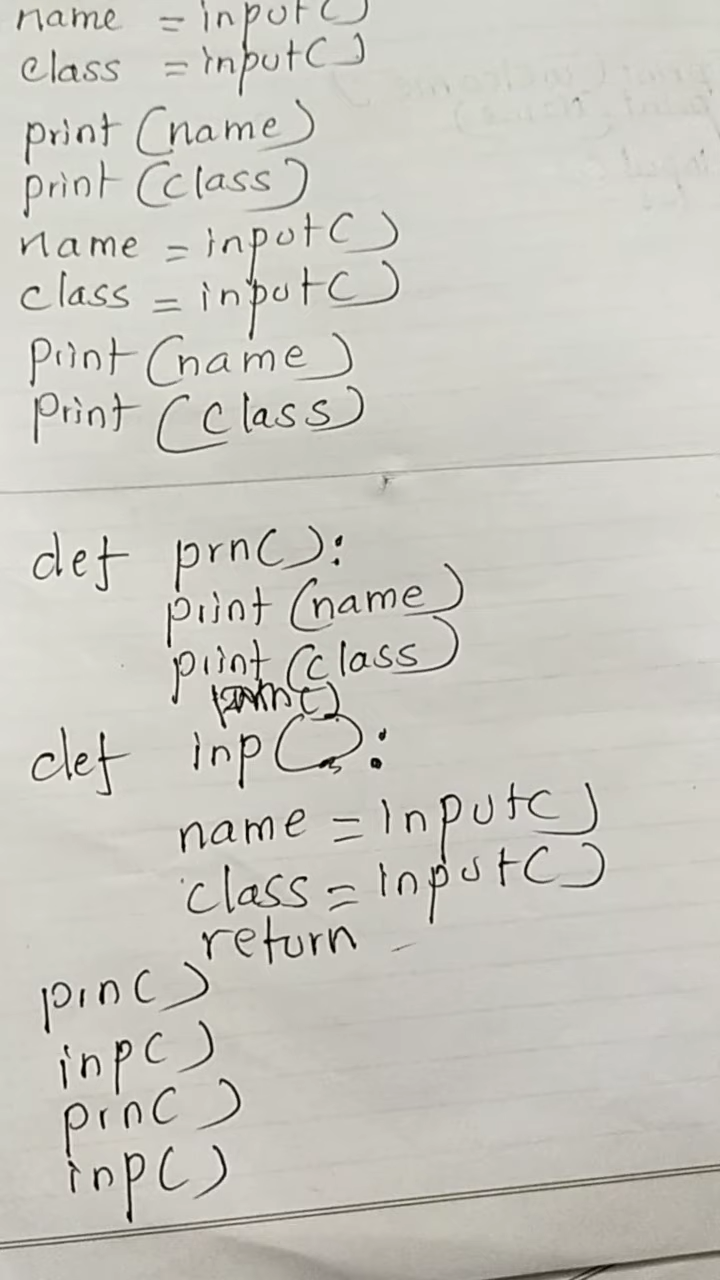 name = input()
class = input()
print (name)
print (class)
name = input()
class = input()
print (name)
print (class)
def prn():
print (name)
print (class)
def inp():
name = input()
class = input()
return
prn()
inp()
prn()
inp()